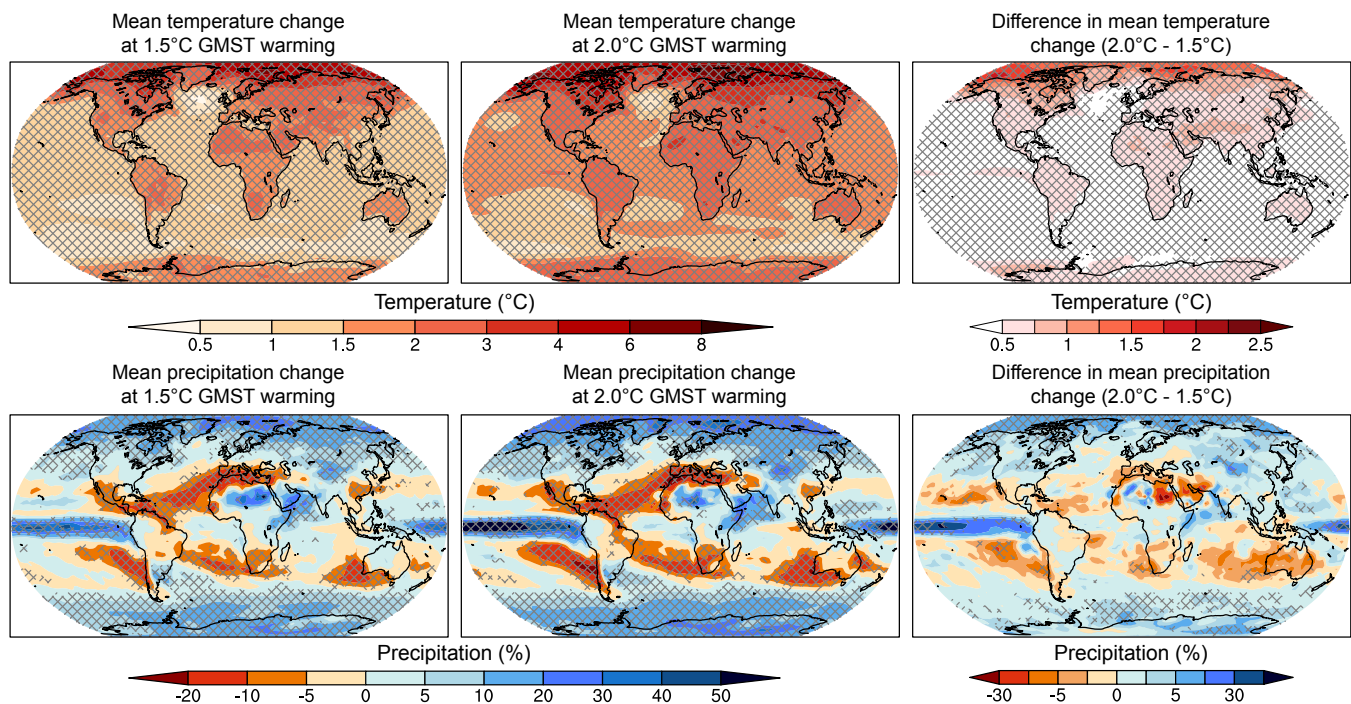 Mean temperature change
at 1.5°C GMST warming
Mean temperature change
at 2.0°C GMST warming
Difference in mean temperature
change (2.0°C - 1.5°C)
Temperature (°C)
0.5 1 1.5 2 3 4 6 8
Temperature (°C)
0.5 1 1.5 2 2.5
Mean precipitation change
at 1.5°C GMST warming
Mean precipitation change
at 2.0°C GMST warming
Difference in mean precipitation
change (2.0°C - 1.5°C)
Precipitation (%)
-20 -10 -5 0 5 10 20 30 40 50
Precipitation (%)
-30 -5 0 5 30